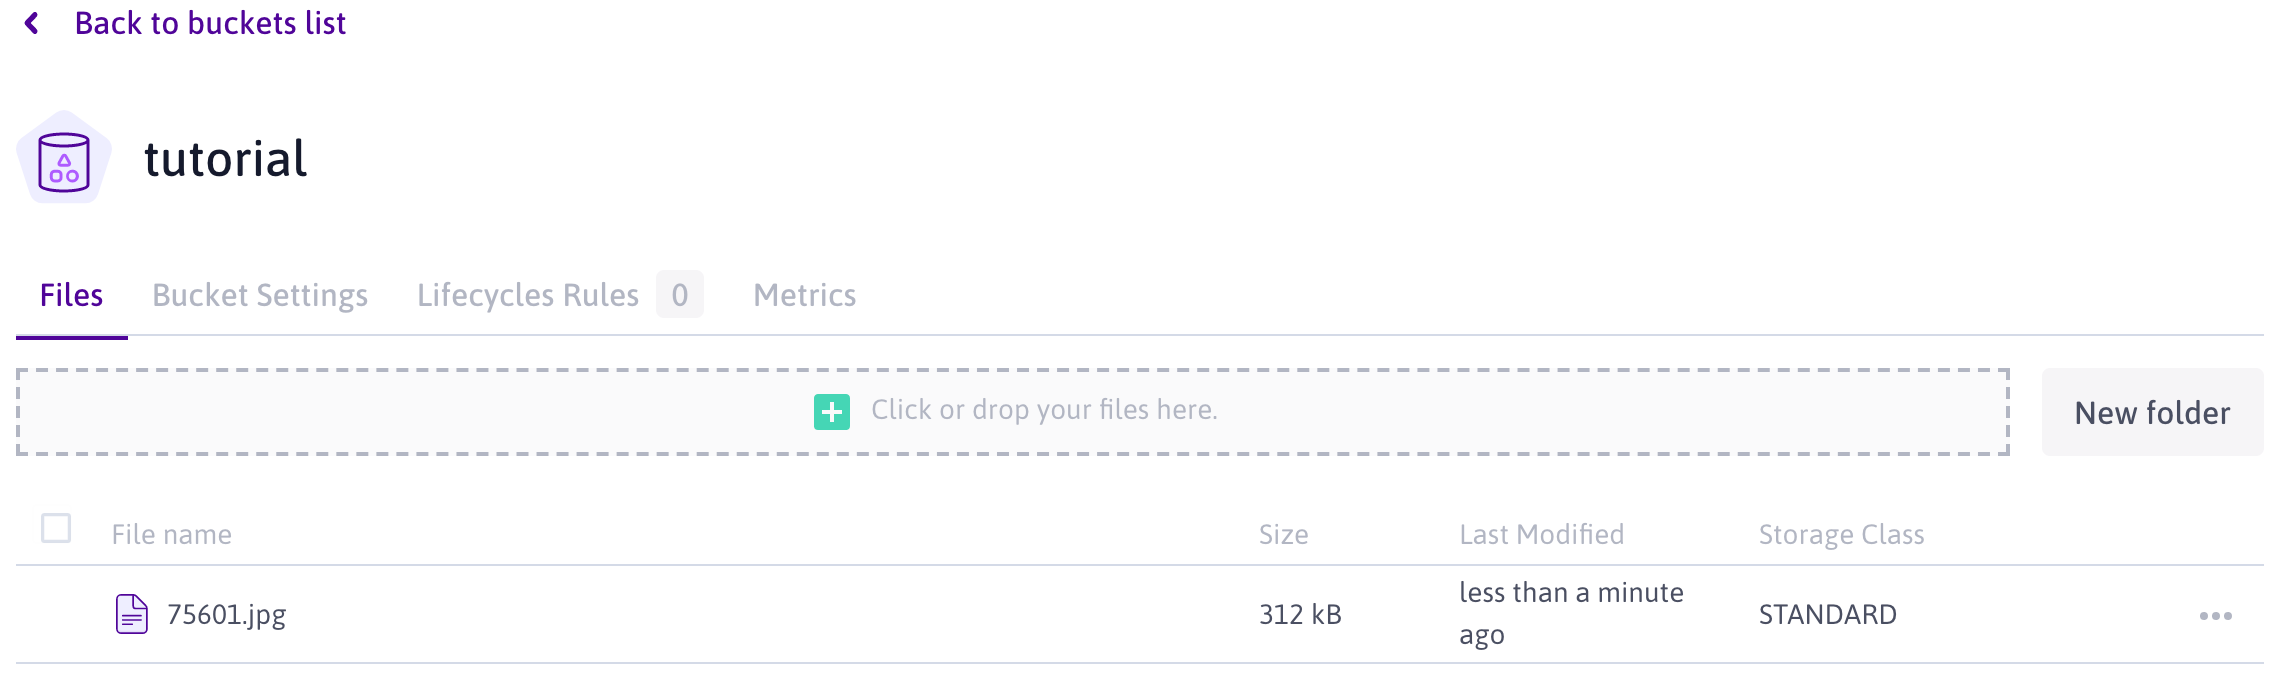 Back to buckets list
tutorial
Files Bucket Settings Lifecycles Rules 0 Metrics
Click or drop your files here.
New folder
File name Size Last Modified Storage Class
75601.jpg 312 kB less than a minute ago STANDARD